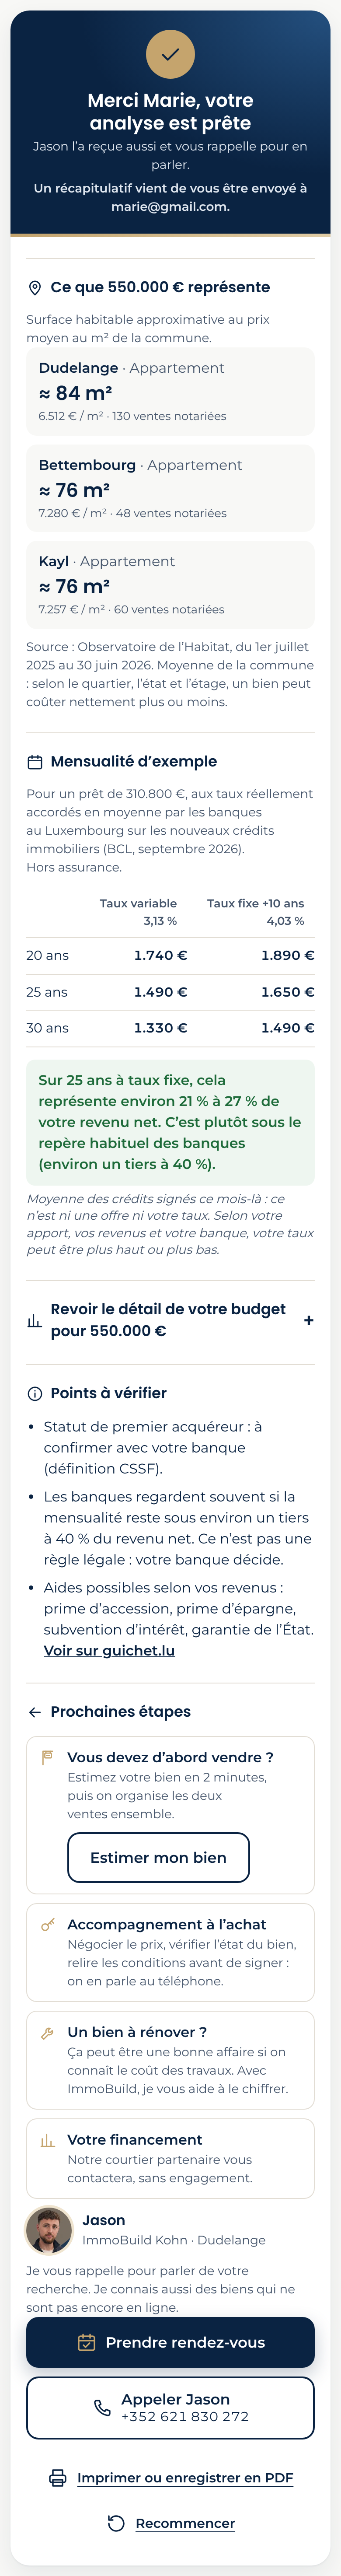 Merci Marie, votre
analyse est prête
Jason l’a reçue aussi et vous rappelle pour en
parler.
Un récapitulatif vient de vous être envoyé à
marie@gmail.com.
Ce que 550.000 € représente
Surface habitable approximative au prix
moyen au m² de la commune.
Dudelange · Appartement
≈ 84 m²
6.512 € / m² · 130 ventes notariées
Bettembourg · Appartement
≈ 76 m²
7.280 € / m² · 48 ventes notariées
Kayl · Appartement
≈ 76 m²
7.257 € / m² · 60 ventes notariées
Source : Observatoire de l’Habitat, du 1er juillet
2025 au 30 juin 2026. Moyenne de la commune
: selon le quartier, l’état et l’étage, un bien peut
coûter nettement plus ou moins.
Mensualité d’exemple
Pour un prêt de 310.800 €, aux taux réellement
accordés en moyenne par les banques
au Luxembourg sur les nouveaux crédits
immobiliers (BCL, septembre 2026).
Hors assurance.
Taux variable Taux fixe +10 ans
3,13 % 4,03 %
20 ans 1.740 € 1.890 €
25 ans 1.490 € 1.650 €
30 ans 1.330 € 1.490 €
Sur 25 ans à taux fixe, cela
représente environ 21 % à 27 % de
votre revenu net. C’est plutôt sous le
repère habituel des banques
(environ un tiers à 40 %).
Moyenne des crédits signés ce mois-là : ce
n’est ni une offre ni votre taux. Selon votre
apport, vos revenus et votre banque, votre taux
peut être plus haut ou plus bas.
Revoir le détail de votre budget
pour 550.000 €
+
Points à vérifier
• Statut de premier acquéreur : à
confirmer avec votre banque
(définition CSSF).
• Les banques regardent souvent si la
mensualité reste sous environ un tiers
à 40 % du revenu net. Ce n’est pas une
règle légale : votre banque décide.
• Aides possibles selon vos revenus :
prime d’accession, prime d’épargne,
subvention d’intérêt, garantie de l’État.
Voir sur guichet.lu
Prochaines étapes
Vous devez d’abord vendre ?
Estimez votre bien en 2 minutes,
puis on organise les deux
ventes ensemble.
Estimer mon bien
Accompagnement à l’achat
Négocier le prix, vérifier l’état du bien,
relire les conditions avant de signer :
on en parle au téléphone.
Un bien à rénover ?
Ça peut être une bonne affaire si on
connaît le coût des travaux. Avec
ImmoBuild, je vous aide à le chiffrer.
Votre financement
Notre courtier partenaire vous
contactera, sans engagement.
Jason
ImmoBuild Kohn · Dudelange
Je vous rappelle pour parler de votre
recherche. Je connais aussi des biens qui ne
sont pas encore en ligne.
Prendre rendez-vous
Appeler Jason
+352 621 830 272
Imprimer ou enregistrer en PDF
Recommencer